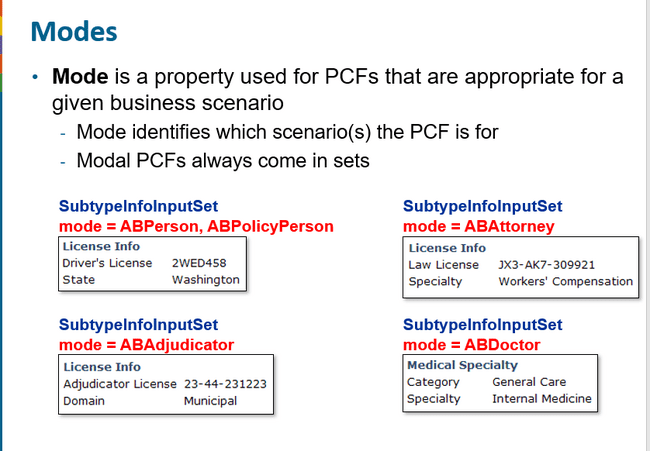 Modes
• Mode is a property used for PCFs that are appropriate for a
given business scenario
- Mode identifies which scenario(s) the PCF is for
- Modal PCFs always come in sets
SubtypeInfoInputSet
mode = ABPerson, ABPolicyPerson
License Info
Driver's License 2WED458
State Washington
SubtypeInfoInputSet
mode = ABAttorney
License Info
Law License JX3-AK7-309921
Specialty Workers' Compensation
SubtypeInfoInputSet
mode = ABAdjudicator
License Info
Adjudicator License 23-44-231223
Domain Municipal
SubtypeInfoInputSet
mode = ABDoctor
Medical Specialty
Category General Care
Specialty Internal Medicine